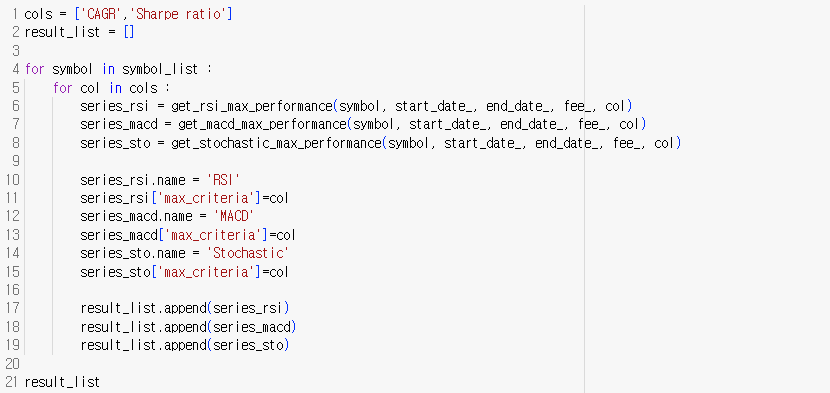 1 cols = ['CAGR','Sharpe ratio']
2 result_list = []
3
4 for symbol in symbol_list :
5     for col in cols :
6         series_rsi = get_rsi_max_performance(symbol, start_date_, end_date_, fee_, col)
7         series_macd = get_macd_max_performance(symbol, start_date_, end_date_, fee_, col)
8         series_sto = get_stochastic_max_performance(symbol, start_date_, end_date_, fee_, col)
9
10         series_rsi.name = 'RSI'
11         series_rsi['max_criteria']=col
12         series_macd.name = 'MACD'
13         series_macd['max_criteria']=col
14         series_sto.name = 'Stochastic'
15         series_sto['max_criteria']=col
16
17         result_list.append(series_rsi)
18         result_list.append(series_macd)
19         result_list.append(series_sto)
20
21 result_list